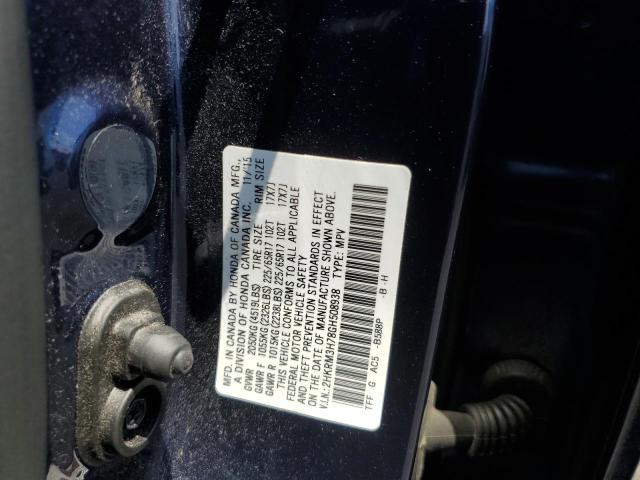 MFD. IN CANADA BY HONDA OF CANADA MFG.,
A DIVISION OF HONDA CANADA INC. 11/15
GVWR 2050KG(4519LBS) TIRE SIZE RIM SIZE
GAWR F 1055KG(2326LBS) 225/65R17 102T 17X7J
GAWR R 1015KG(2238LBS) 225/65R17 102T 17X7J
THIS VEHICLE CONFORMS TO ALL APPLICABLE
FEDERAL MOTOR VEHICLE SAFETY
AND THEFT PREVENTION STANDARDS IN EFFECT
ON THE DATE OF MANUFACTURE SHOWN ABOVE.
V.I.N.: 2HKRM3H78GH508938 TYPE: MPV
TFF G AC5 -B588P -B-H